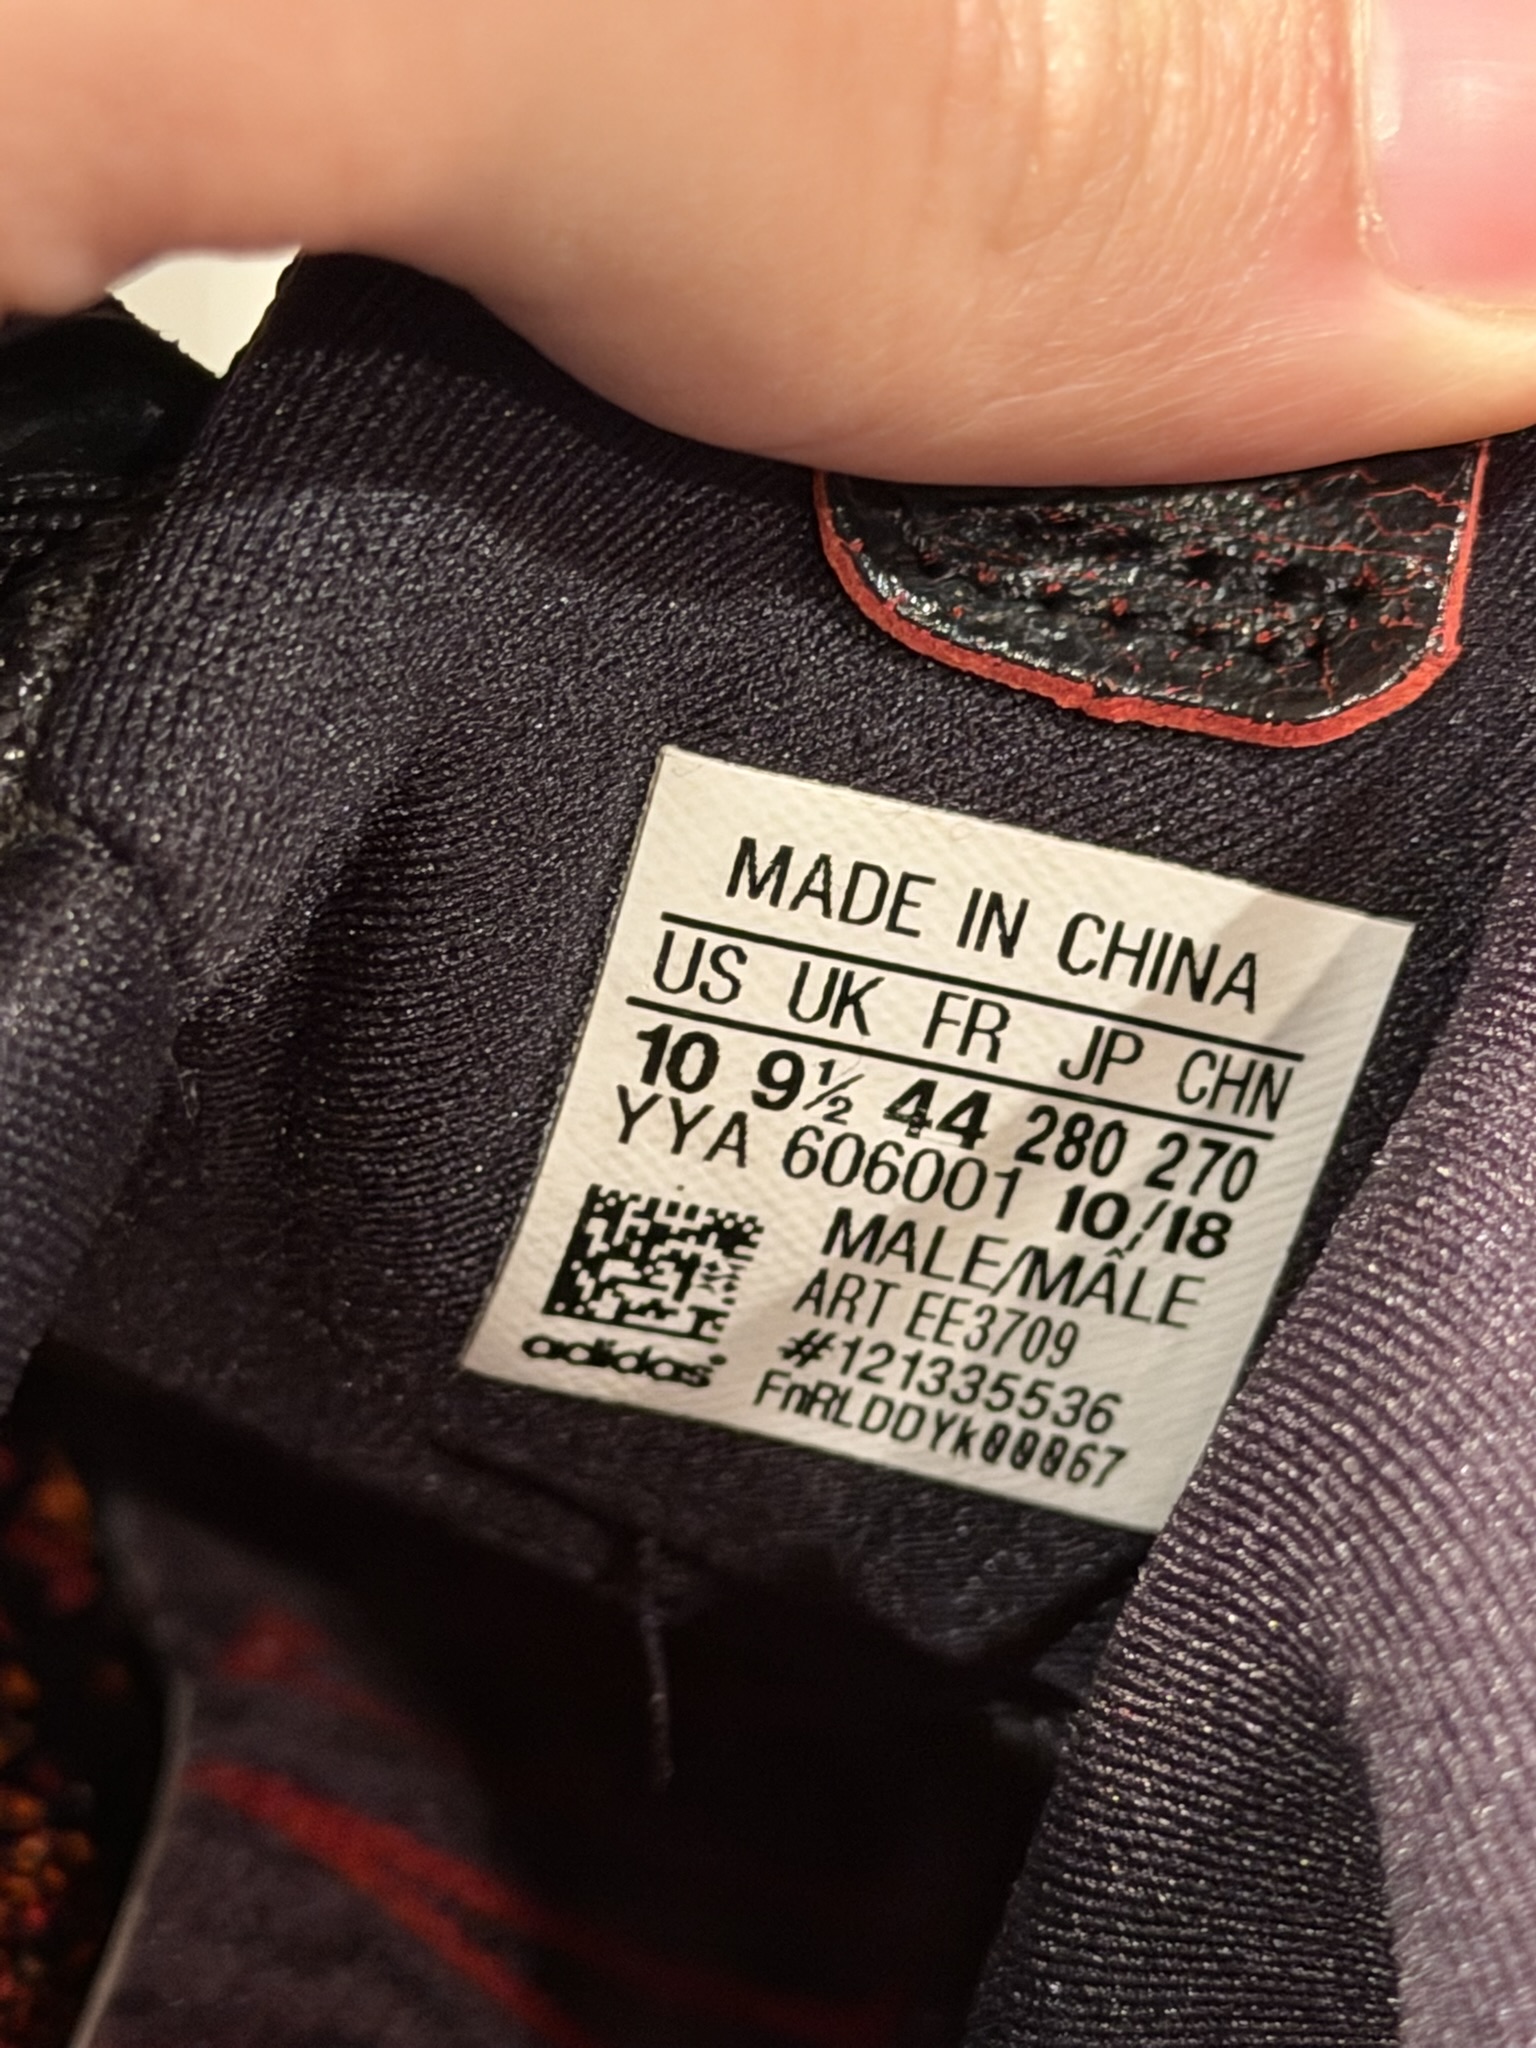 MADE IN CHINA
US UK FR JP CHN
10 9½ 44 280 270
YYA 606001 10/18
MALE/MÂLE
ART EE3709
#121335536
adidas FnRLDDYk00067